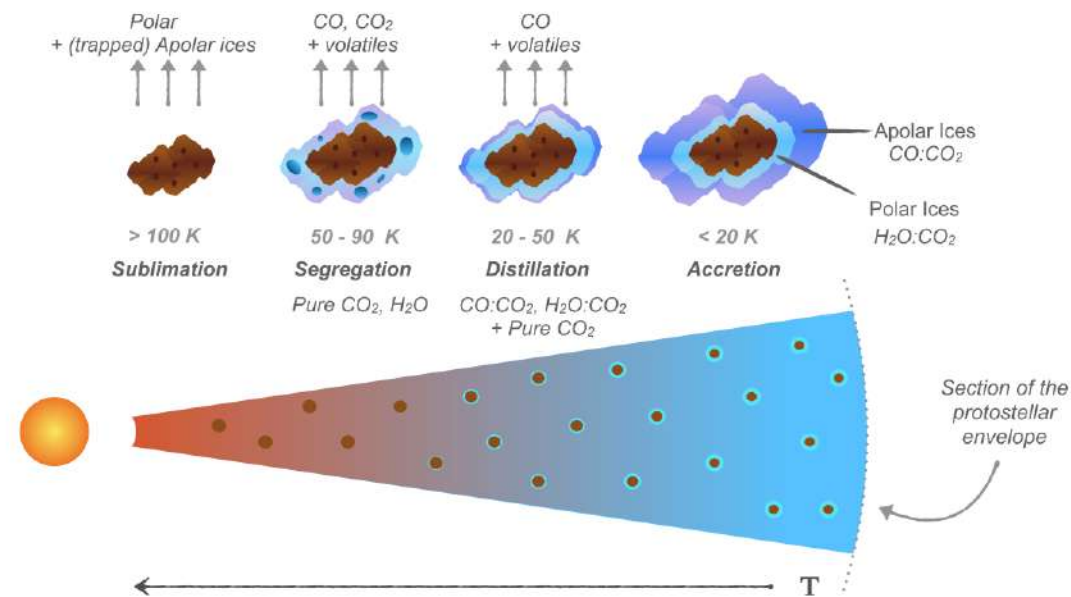 Polar
+ (trapped) Apolar ices
CO, CO₂
+ volatiles
CO
+ volatiles
Apolar Ices
CO:CO₂
Polar Ices
H₂O:CO₂
> 100 K
50 - 90 K
20 - 50 K
< 20 K
Sublimation
Segregation
Distillation
Accretion
Pure CO₂, H₂O
CO:CO₂, H₂O:CO₂
+ Pure CO₂
Section of the
protostellar
envelope
T